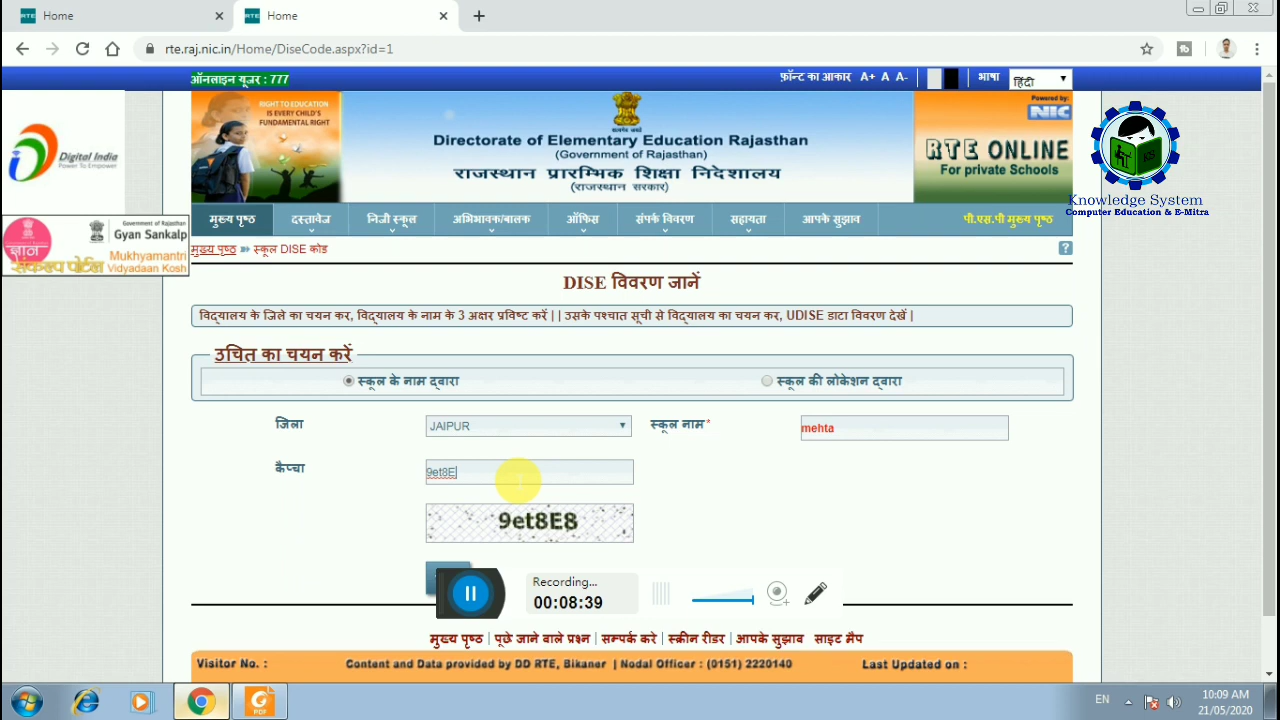 Home
Home
rte.raj.nic.in/Home/DiseCode.aspx?id=1
ऑनलाइन यूजर : 777
फ़ॉन्ट का आकार A+ A A- भाषा हिंदी
RIGHT TO EDUCATION
IS EVERY CHILD'S
FUNDAMENTAL RIGHT
Directorate of Elementary Education Rajasthan
(Government of Rajasthan)
राजस्थान प्रारम्भिक शिक्षा निदेशालय
(राजस्थान सरकार)
Powered by:
NIC
RTE ONLINE
For private Schools
Digital India
Power To Empower
Knowledge System
Computer Education & E-Mitra
Government of Rajasthan
Gyan Sankalp
ज्ञान
संकल्प पोर्टल
Mukhyamantri
Vidyadaan Kosh
मुख्य पृष्ठ दस्तावेज निजी स्कूल अभिभावक/बालक ऑफिस संपर्क विवरण सहायता आपके सुझाव पी.एस.पी मुख्य पृष्ठ
मुख्य पृष्ठ स्कूल DISE कोड ?
DISE विवरण जानें
विद्यालय के जिले का चयन कर, विद्यालय के नाम के 3 अक्षर प्रविष्ट करें || उसके पश्चात सूची से विद्यालय का चयन कर, UDISE डाटा विवरण देखें |
उचित का चयन करें
स्कूल के नाम द्वारा स्कूल की लोकेशन द्वारा
जिला JAIPUR स्कूल नाम* mehta
कैप्चा 9et8E
9et8E8
Recording...
00:08:39
मुख्य पृष्ठ | पूछे जाने वाले प्रश्न | सम्पर्क करे | स्क्रीन रीडर | आपके सुझाव साइट मैप
Visitor No. : Content and Data provided by DD RTE, Bikaner | Nodal Officer : (0151) 2220140 Last Updated on :
PDF
EN 10:09 AM
21/05/2020